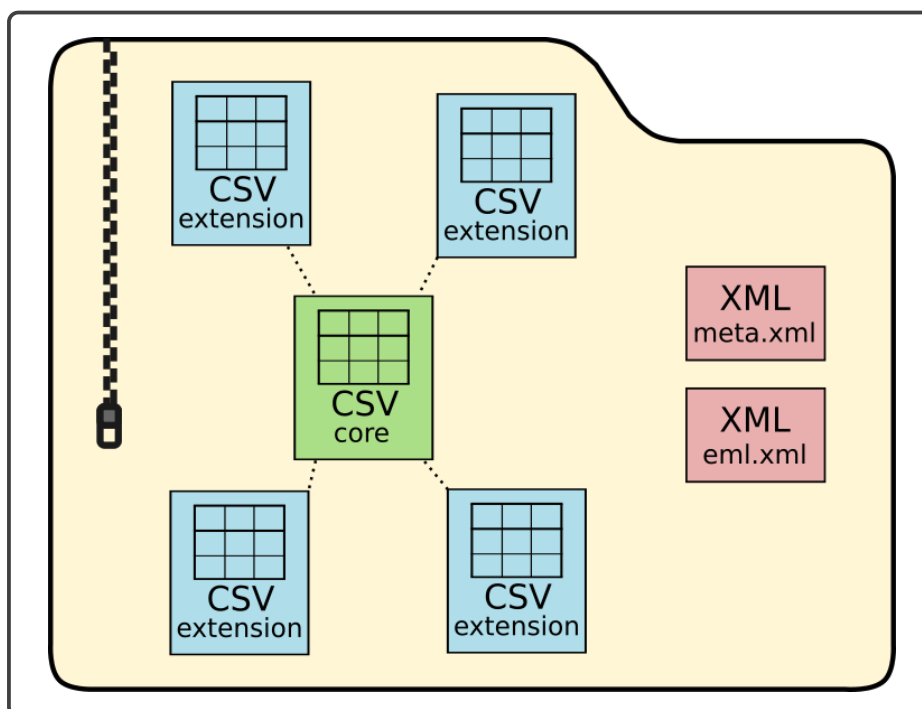 CSV
extension
CSV
extension
CSV
core
XML
meta.xml
XML
eml.xml
CSV
extension
CSV
extension